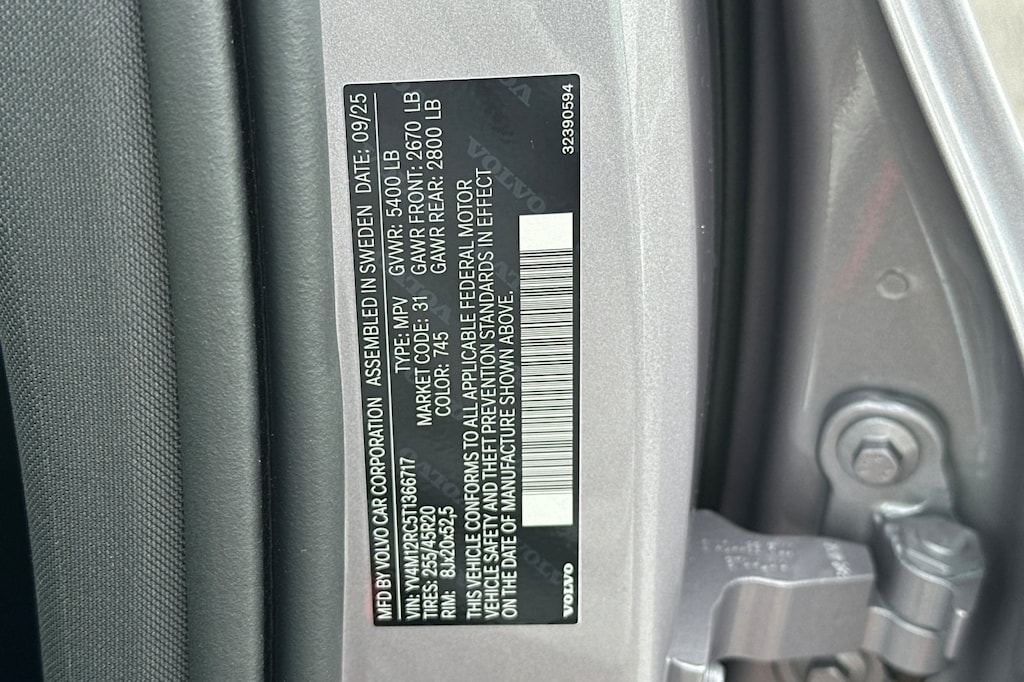 MFD BY VOLVO CAR CORPORATION ASSEMBLED IN SWEDEN DATE: 09/25
VIN: YV4M12RC5T1366717 TYPE: MPV GVWR: 5400 LB
TIRES: 255/45R20 MARKET CODE: 31 GAWR FRONT: 2670 LB
RIM: 8Jx20x52,5 COLOR: 745 GAWR REAR: 2800 LB
THIS VEHICLE CONFORMS TO ALL APPLICABLE FEDERAL MOTOR
VEHICLE SAFETY AND THEFT PREVENTION STANDARDS IN EFFECT
ON THE DATE OF MANUFACTURE SHOWN ABOVE.
VOLVO 32390594